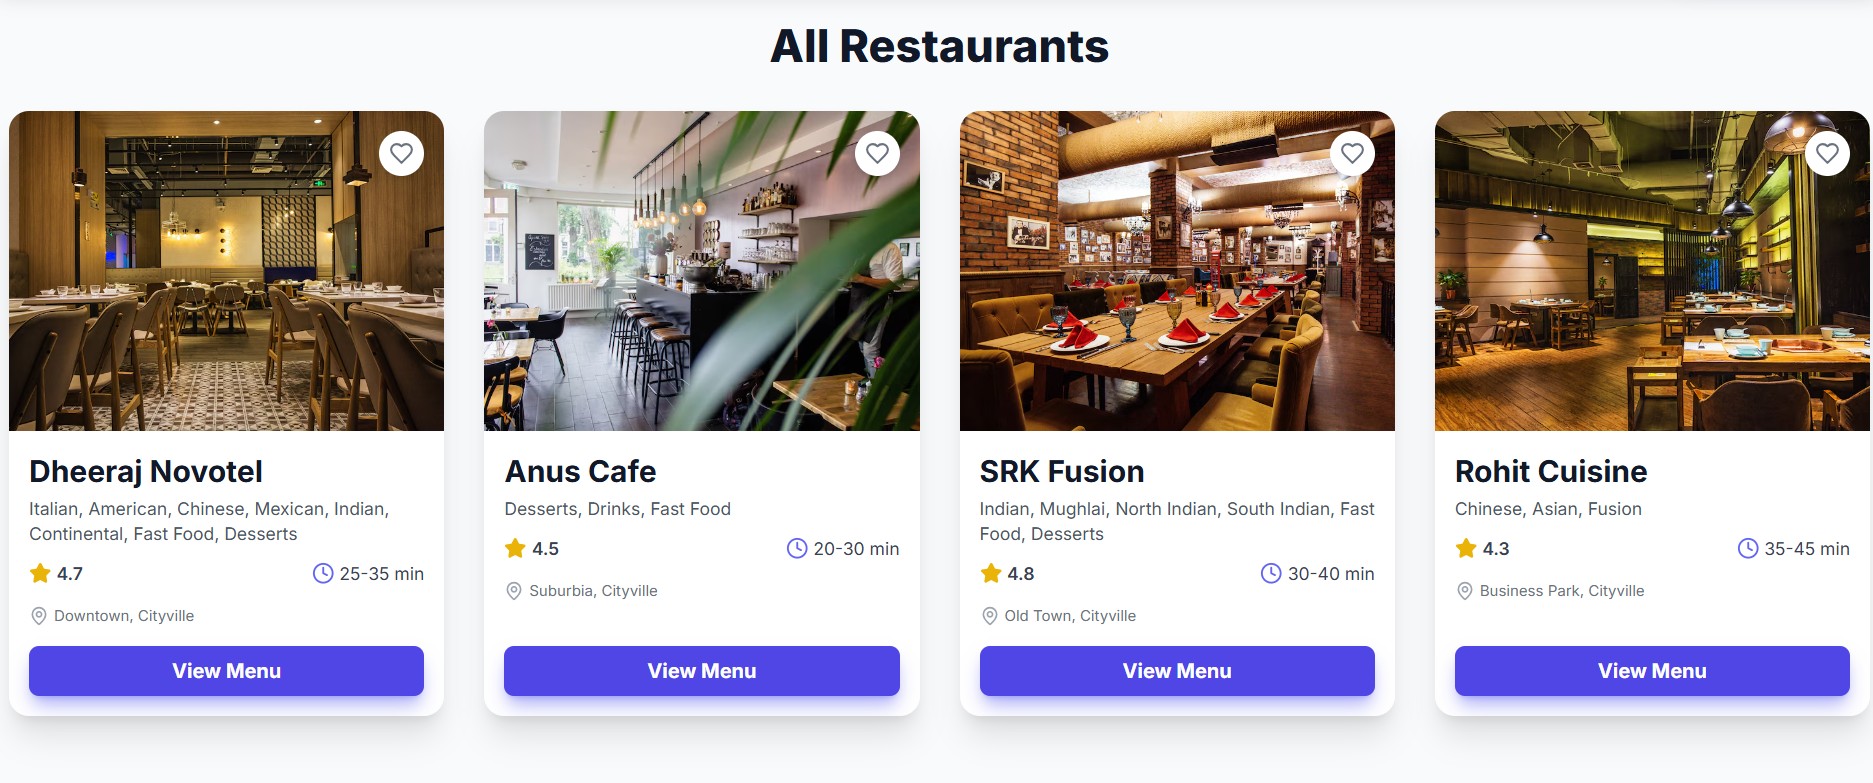 All Restaurants
Dheeraj Novotel
Italian, American, Chinese, Mexican, Indian,
Continental, Fast Food, Desserts
4.7
25-35 min
Downtown, Cityville
View Menu
Anus Cafe
Desserts, Drinks, Fast Food
4.5
20-30 min
Suburbia, Cityville
View Menu
SRK Fusion
Indian, Mughlai, North Indian, South Indian, Fast
Food, Desserts
4.8
30-40 min
Old Town, Cityville
View Menu
Rohit Cuisine
Chinese, Asian, Fusion
4.3
35-45 min
Business Park, Cityville
View Menu